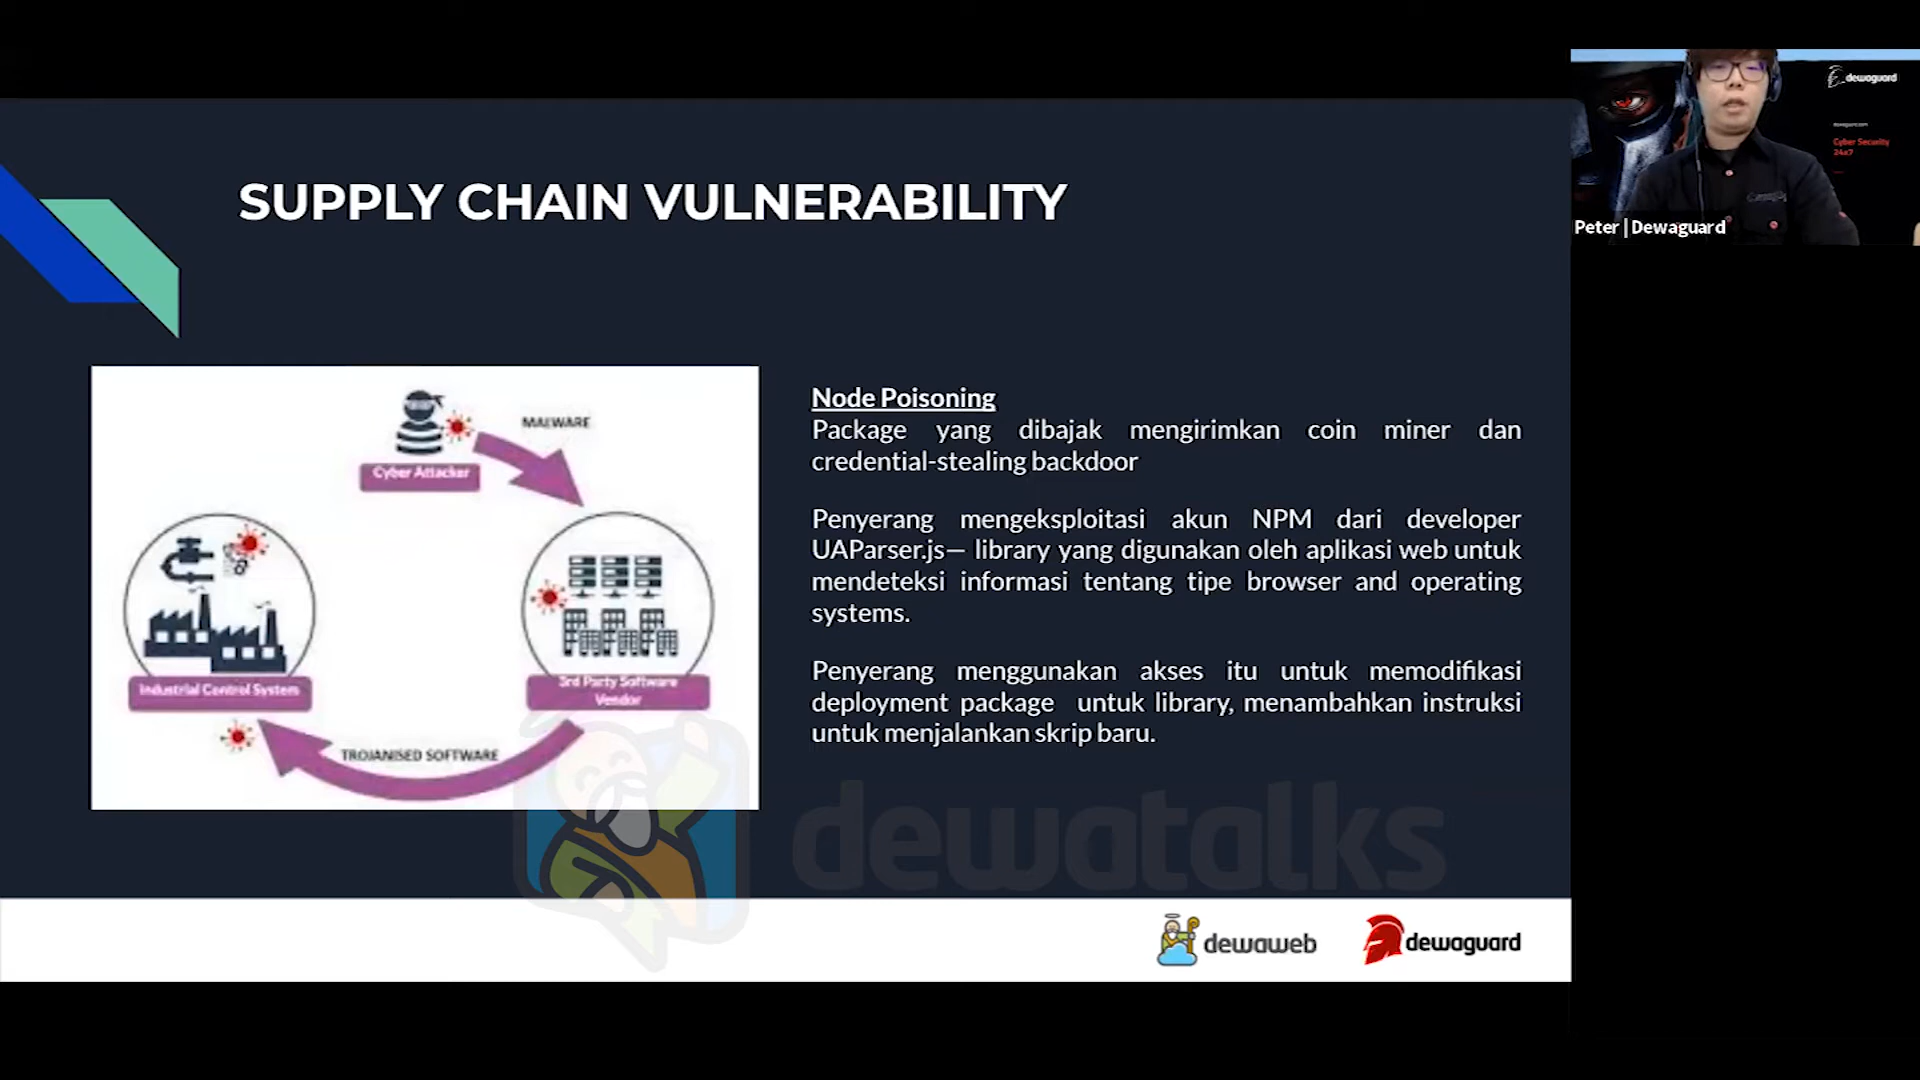 SUPPLY CHAIN VULNERABILITY
MALWARE
Cyber Attacker
Industrial Control System
3rd Party Software
Vendor
TROJANISED SOFTWARE
Node Poisoning
Package yang dibajak mengirimkan coin miner dan
credential-stealing backdoor
Penyerang mengeksploitasi akun NPM dari developer
UAParser.js— library yang digunakan oleh aplikasi web untuk
mendeteksi informasi tentang tipe browser and operating
systems.
Penyerang menggunakan akses itu untuk memodifikasi
deployment package untuk library, menambahkan instruksi
untuk menjalankan skrip baru.
dewatalks
dewaweb
dewaguard
dewaguard
Cyber Security
24x7
Peter | Dewaguard